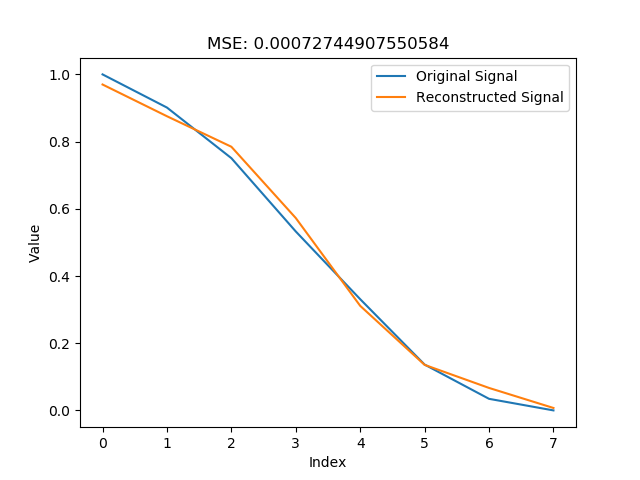 MSE: 0.00072744907550584
Original Signal
Reconstructed Signal
1.0
0.8
0.6
0.4
0.2
0.0
Value
0 1 2 3 4 5 6 7
Index